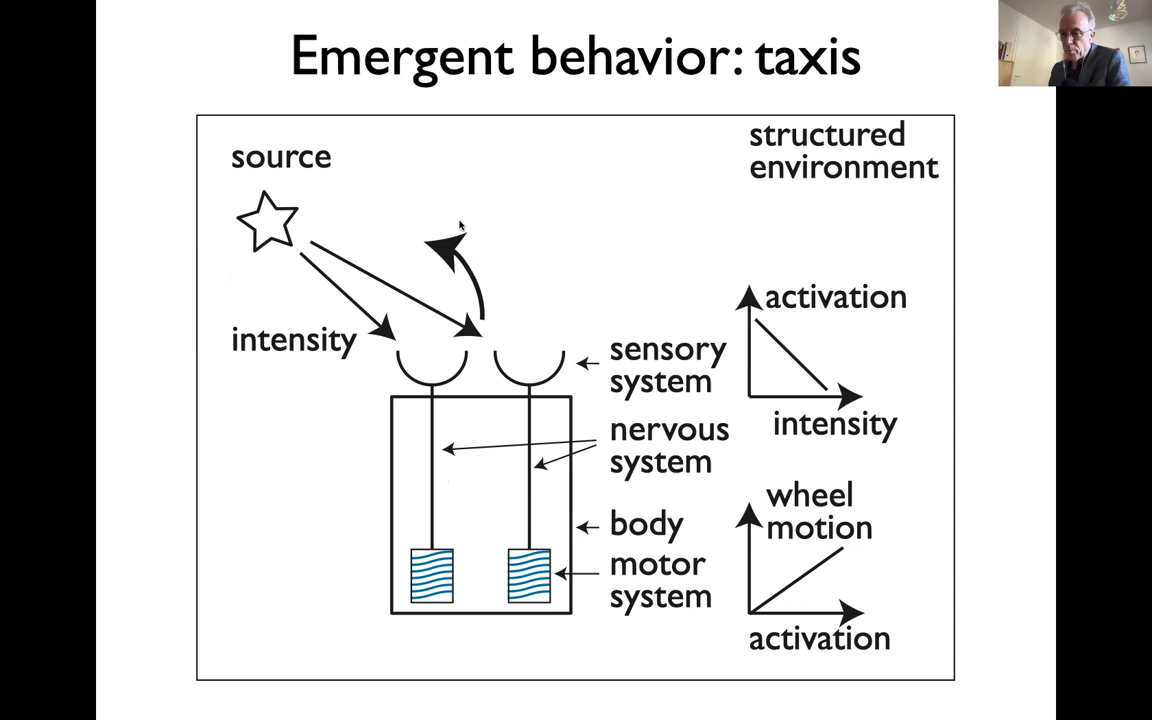 Emergent behavior: taxis
structured
environment
source
intensity
activation
intensity
sensory
system
nervous
system
body
motor
system
wheel
motion
activation